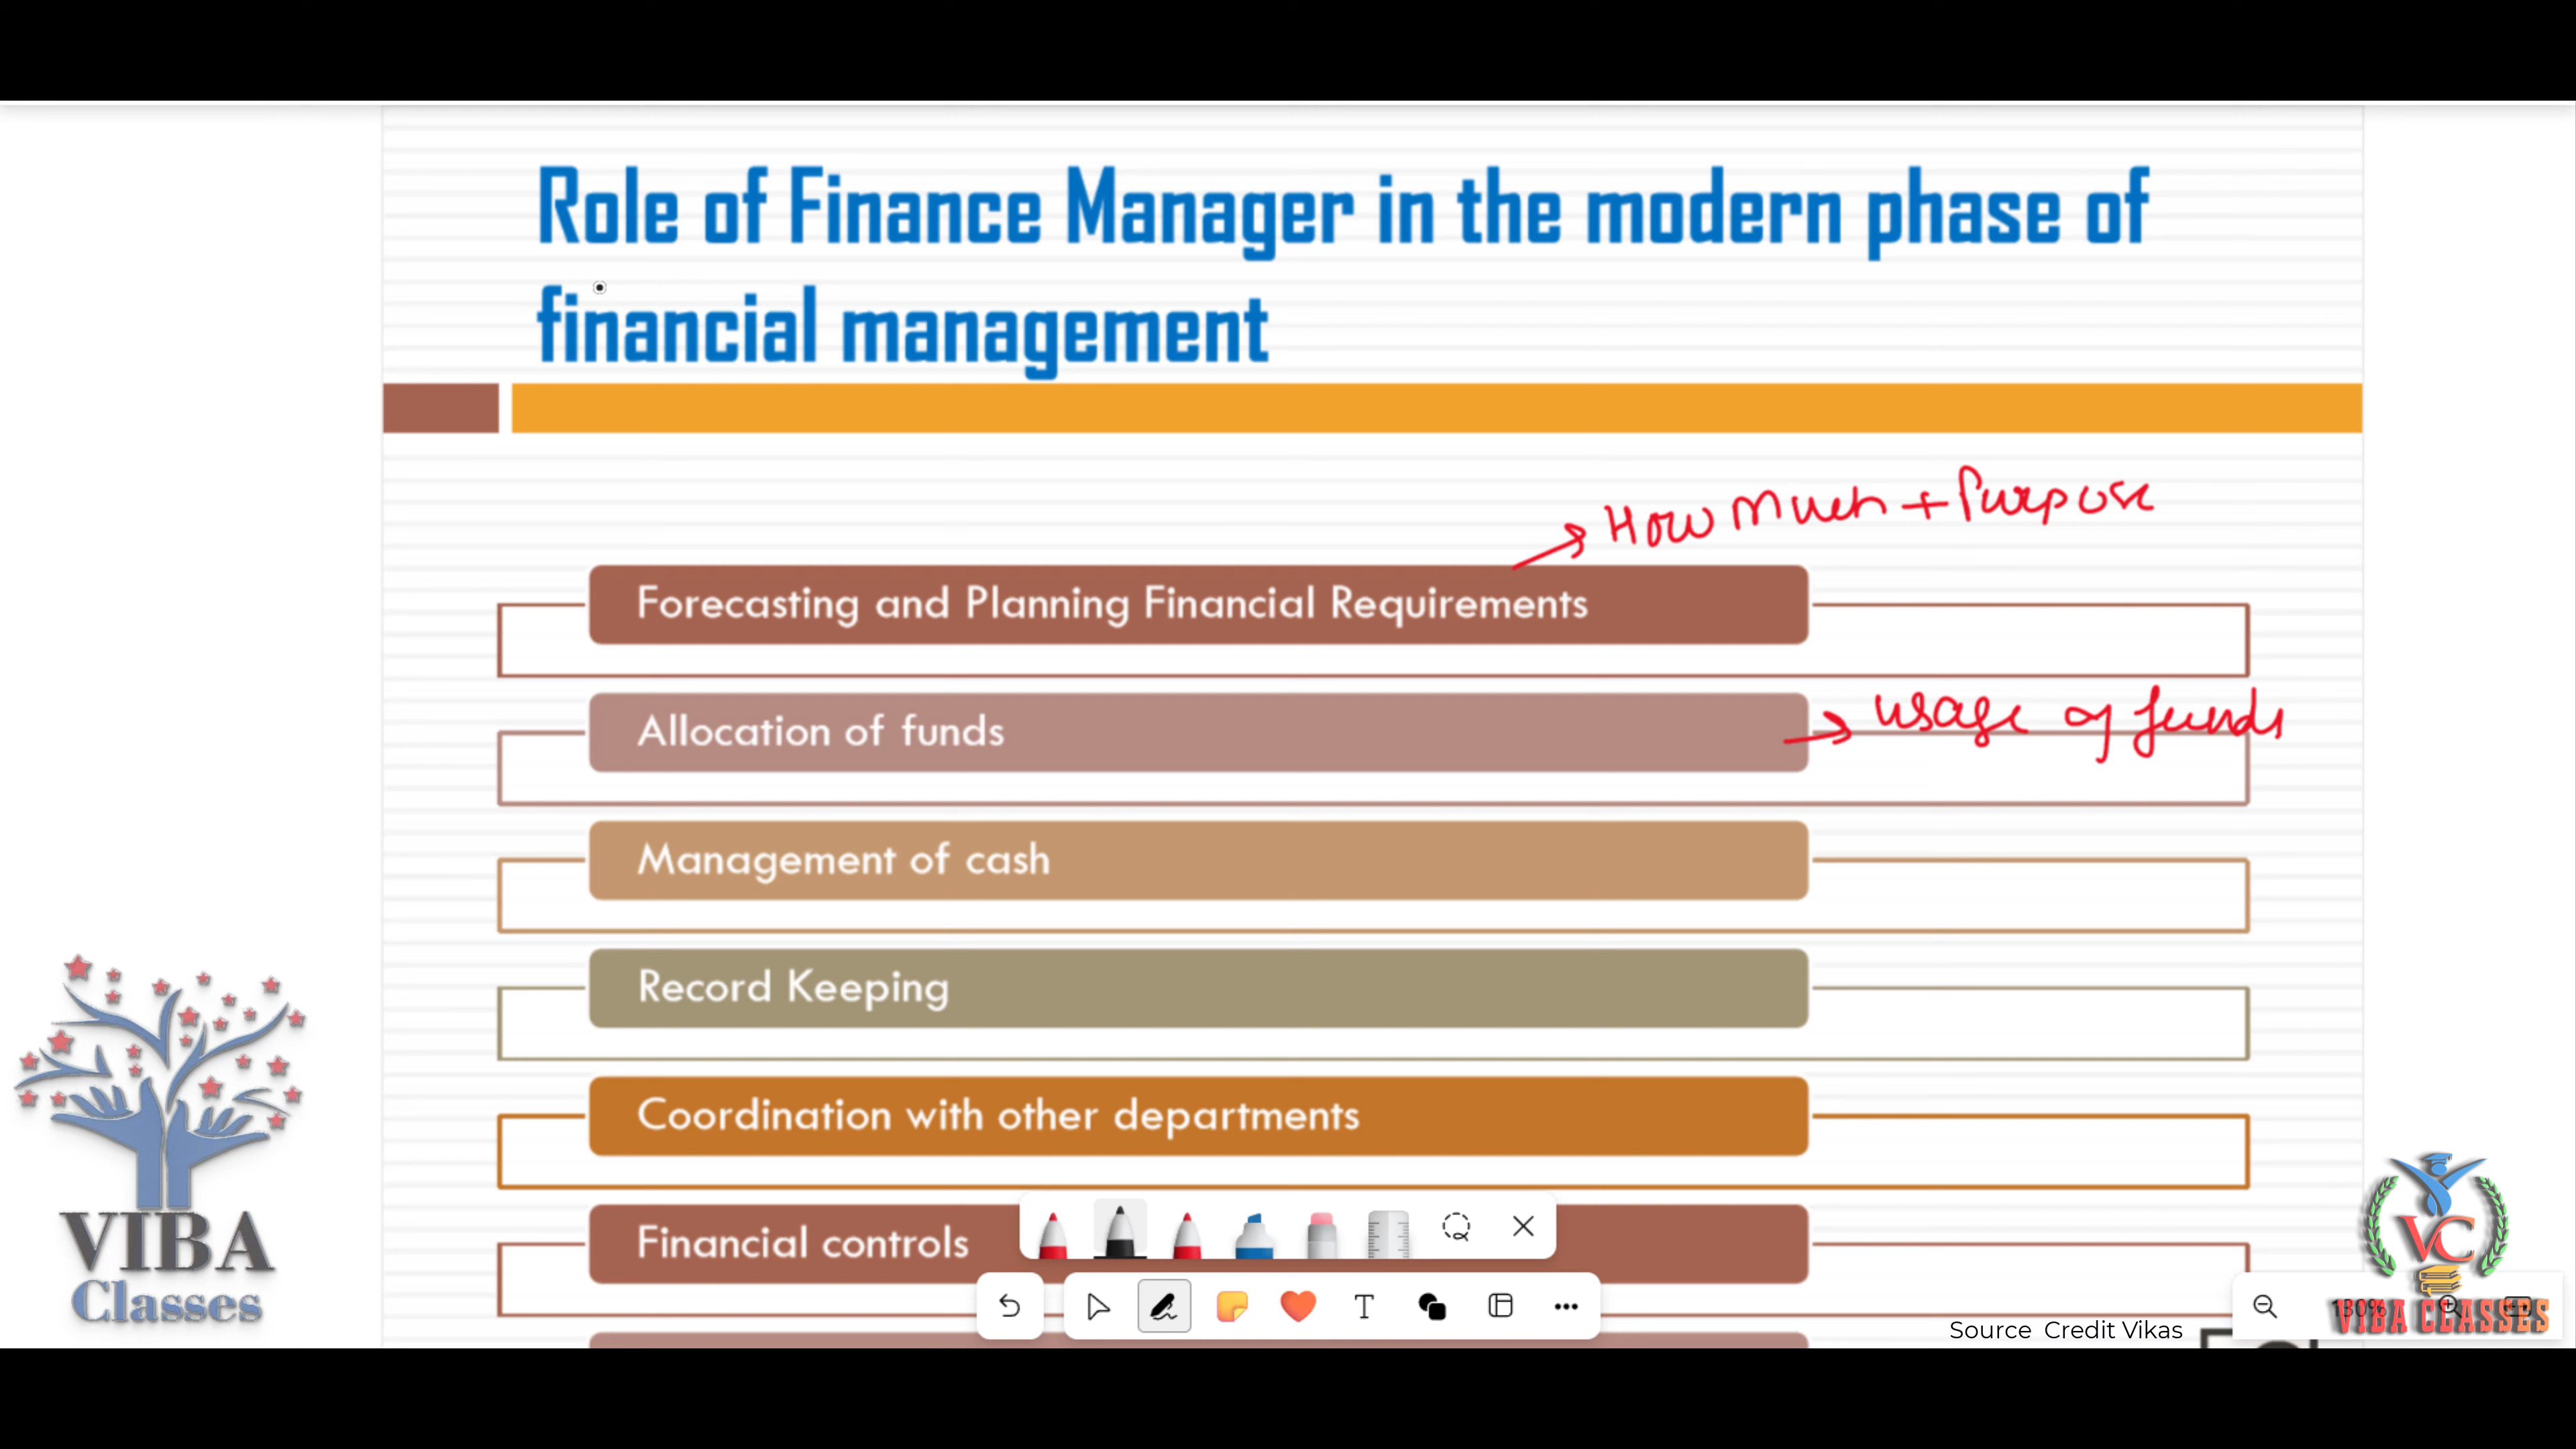 Role of Finance Manager in the modern phase of
financial management
How Much + Purpose
Forecasting and Planning Financial Requirements
Allocation of funds
usage of funds
Management of cash
Record Keeping
Coordination with other departments
Financial controls
VIBA
Classes
T
VC
130%
VIBA CLASSES
Source Credit Vikas